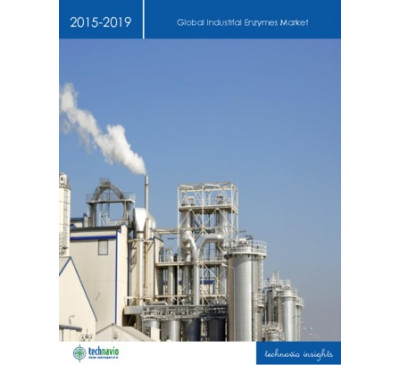 2015-2019
Global Industrial Enzymes Market
technavio
technavio insights